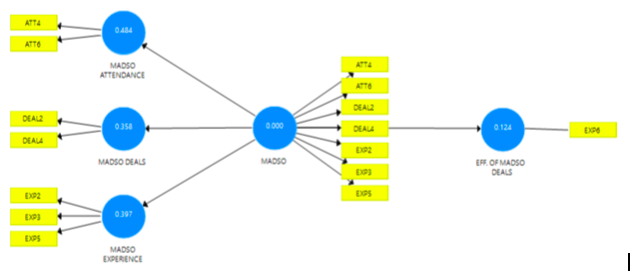 ATT4
ATT6
0.484
MADSO
ATTENDANCE
DEAL2
DEAL4
0.358
MADSO DEALS
EXP2
EXP3
EXP5
0.397
MADSO
EXPERIENCE
0.000
MADSO
ATT4
ATT6
DEAL2
DEAL4
EXP2
EXP3
EXP5
0.124
EFF. OF MADSO
DEALS
EXP6